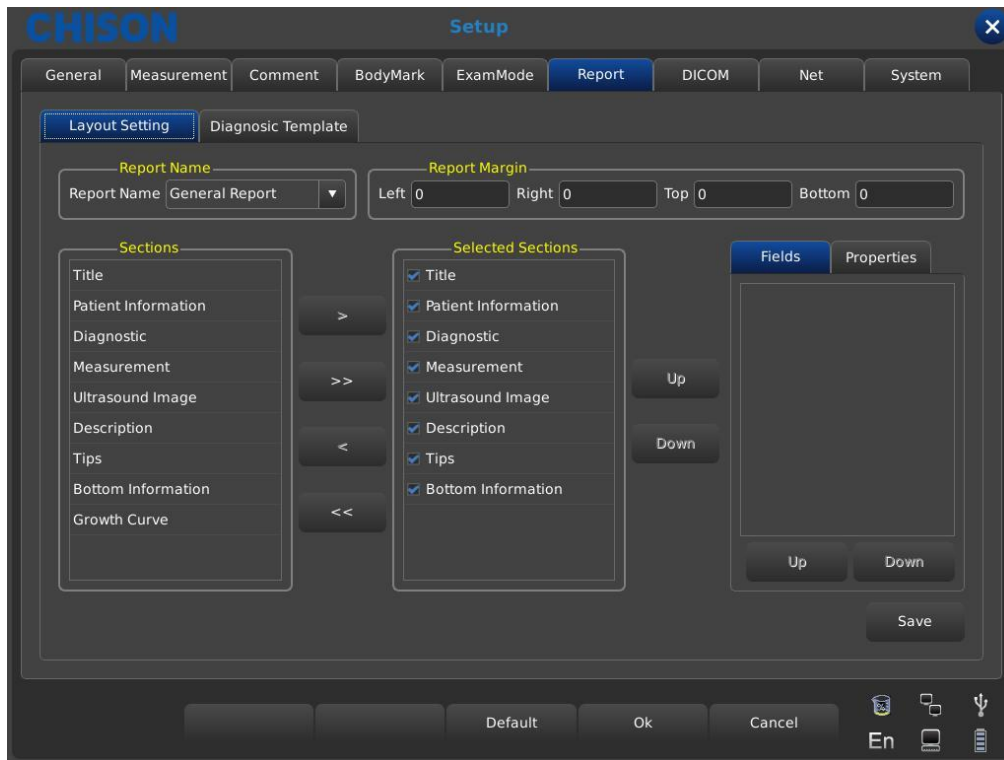 CHISON
Setup
General Measurement Comment BodyMark ExamMode Report DICOM Net System
Layout Setting Diagnosic Template
Report Name
Report Name General Report
Report Margin
Left 0 Right 0 Top 0 Bottom 0
Sections
Title
Patient Information
Diagnostic
Measurement
Ultrasound Image
Description
Tips
Bottom Information
Growth Curve
>
>>
<
<<
Selected Sections
Title
Patient Information
Diagnostic
Measurement
Ultrasound Image
Description
Tips
Bottom Information
Up
Down
Fields Properties
Up Down
Save
Default Ok Cancel
En